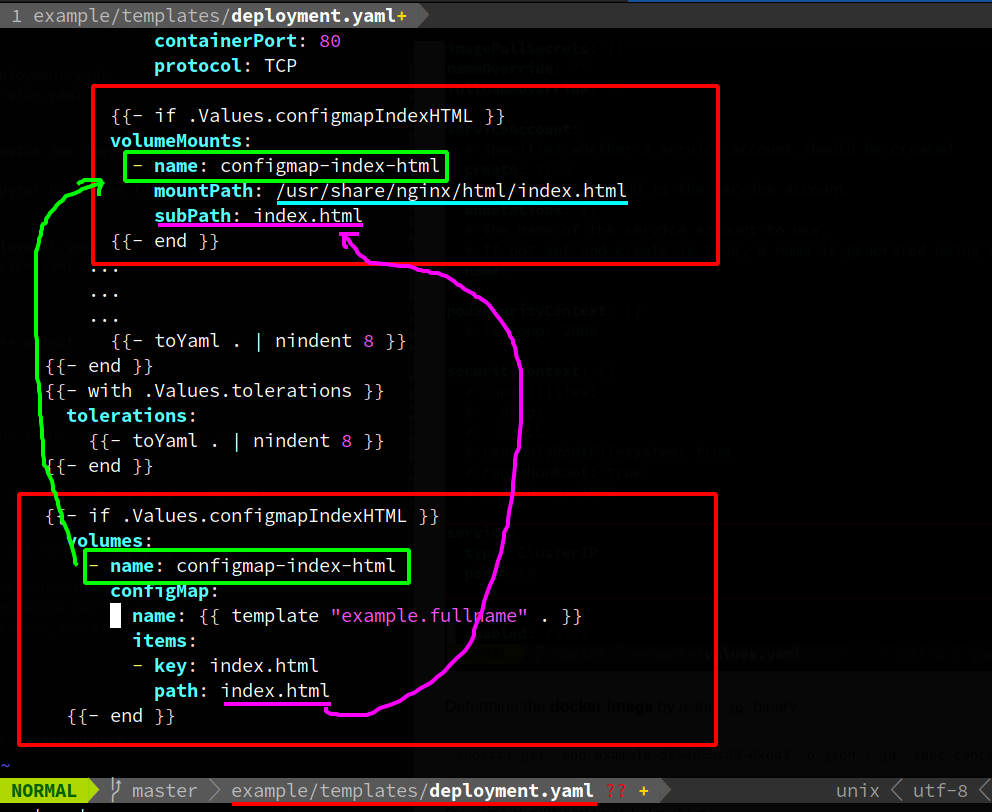 1 example/templates/deployment.yaml+
containerPort: 80
protocol: TCP
{{- if .Values.configmapIndexHTML }}
volumeMounts:
- name: configmap-index-html
mountPath: /usr/share/nginx/html/index.html
subPath: index.html
{{- end }}
...
...
...
{{- toYaml . | nindent 8 }}
{{- end }}
{{- with .Values.tolerations }}
tolerations:
{{- toYaml . | nindent 8 }}
{{- end }}
{{- if .Values.configmapIndexHTML }}
volumes:
- name: configmap-index-html
configMap:
name: {{ template "example.fullname" . }}
items:
- key: index.html
path: index.html
{{- end }}
~
NORMAL master example/templates/deployment.yaml ?? + unix utf-8